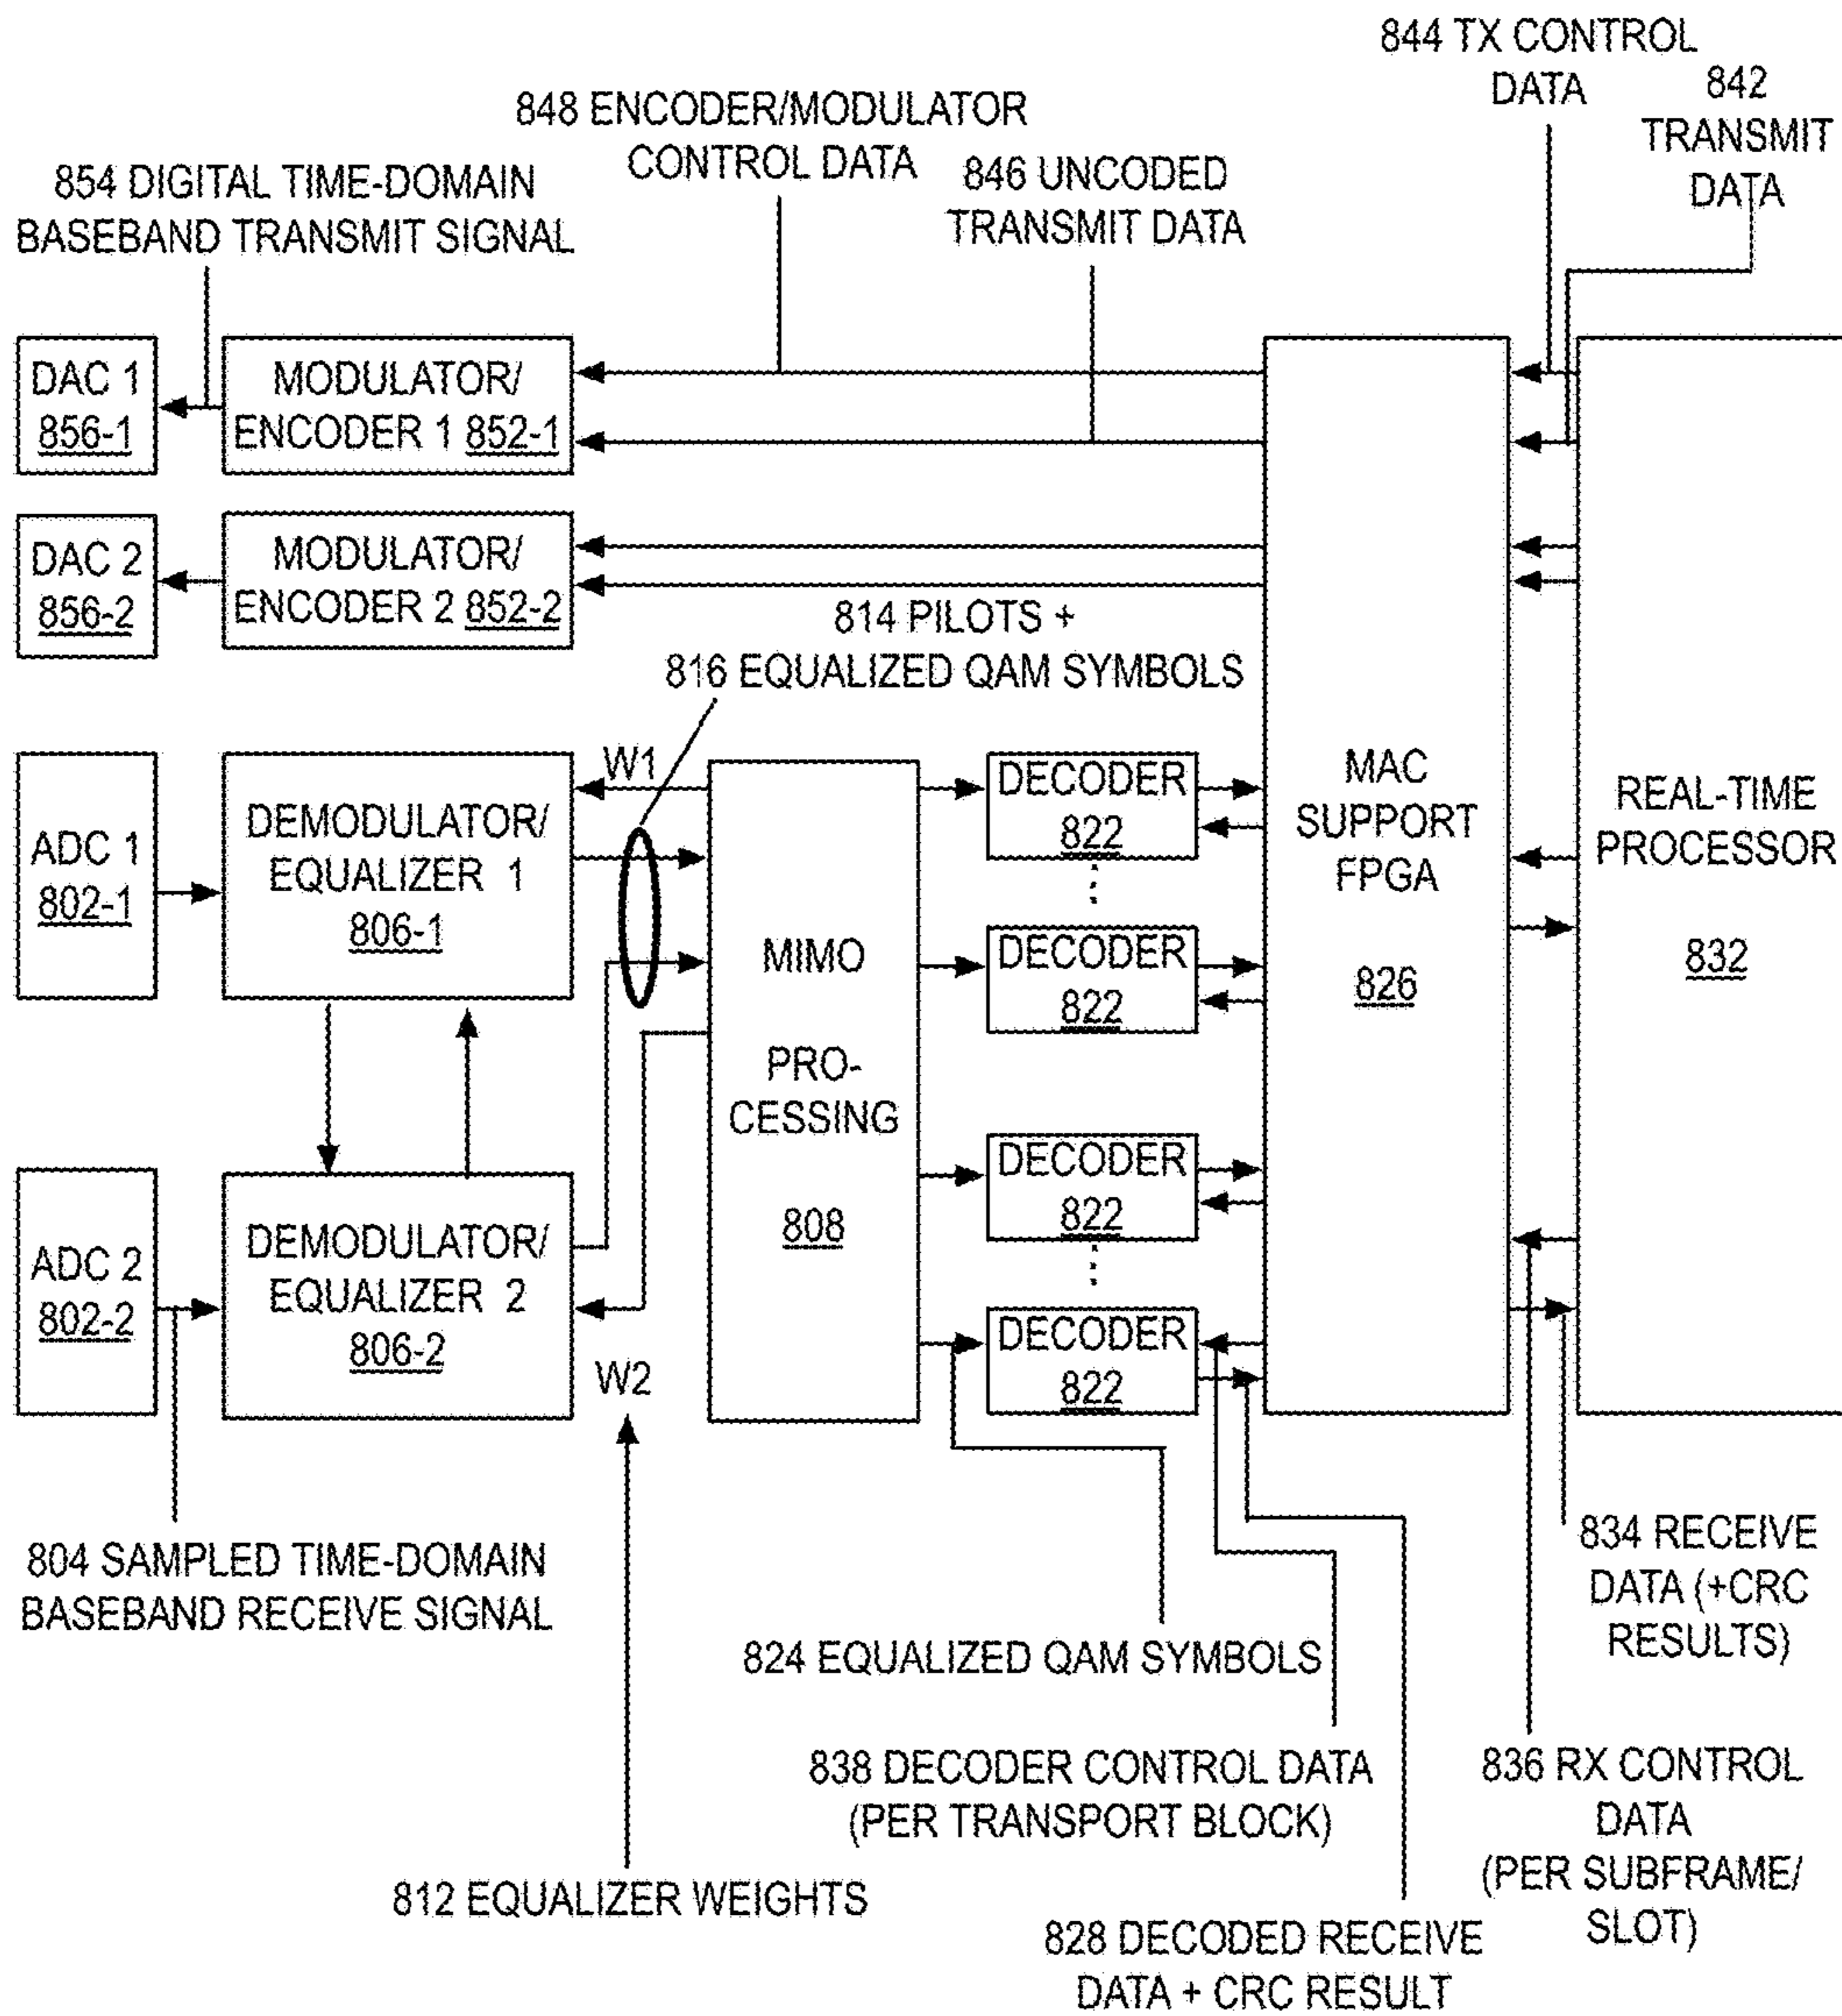 844 TX CONTROL
DATA
842
TRANSMIT
DATA
848 ENCODER/MODULATOR
CONTROL DATA
846 UNCODED
TRANSMIT DATA
854 DIGITAL TIME-DOMAIN
BASEBAND TRANSMIT SIGNAL
DAC 1
856-1
MODULATOR/
ENCODER 1 852-1
DAC 2
856-2
MODULATOR/
ENCODER 2 852-2
814 PILOTS +
816 EQUALIZED QAM SYMBOLS
ADC 1
802-1
DEMODULATOR/
EQUALIZER 1
806-1
W1
MIMO
PRO-
CESSING
808
DECODER
822
DECODER
822
DECODER
822
DECODER
822
MAC
SUPPORT
FPGA
826
REAL-TIME
PROCESSOR
832
ADC 2
802-2
DEMODULATOR/
EQUALIZER 2
806-2
W2
804 SAMPLED TIME-DOMAIN
BASEBAND RECEIVE SIGNAL
812 EQUALIZER WEIGHTS
824 EQUALIZED QAM SYMBOLS
838 DECODER CONTROL DATA
(PER TRANSPORT BLOCK)
828 DECODED RECEIVE
DATA + CRC RESULT
834 RECEIVE
DATA (+CRC
RESULTS)
836 RX CONTROL
DATA
(PER SUBFRAME/
SLOT)